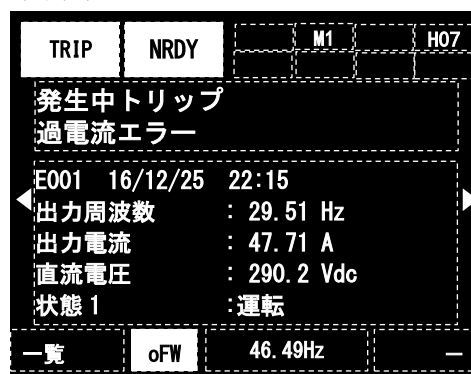 TRIP NRDY M1 H07
発生中トリップ
過電流エラー
E001 16/12/25 22:15
出力周波数 : 29.51 Hz
出力電流 : 47.71 A
直流電圧 : 290.2 Vdc
状態1 :運転
一覧 oFW 46.49Hz –